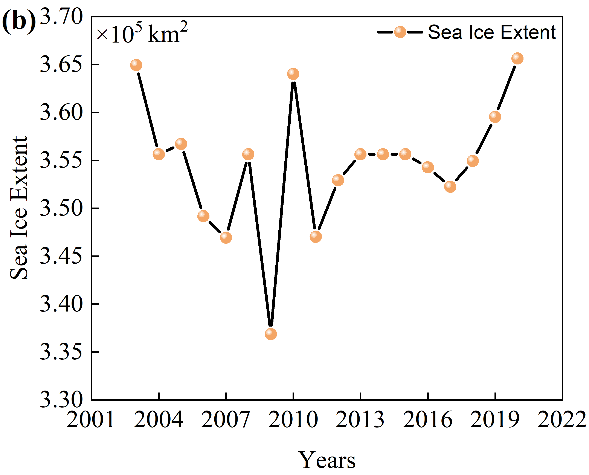 (b)
×10⁵ km²
Sea Ice Extent
3.70
3.65
3.60
3.55
3.50
3.45
3.40
3.35
3.30
Sea Ice Extent
2001 2004 2007 2010 2013 2016 2019 2022
Years